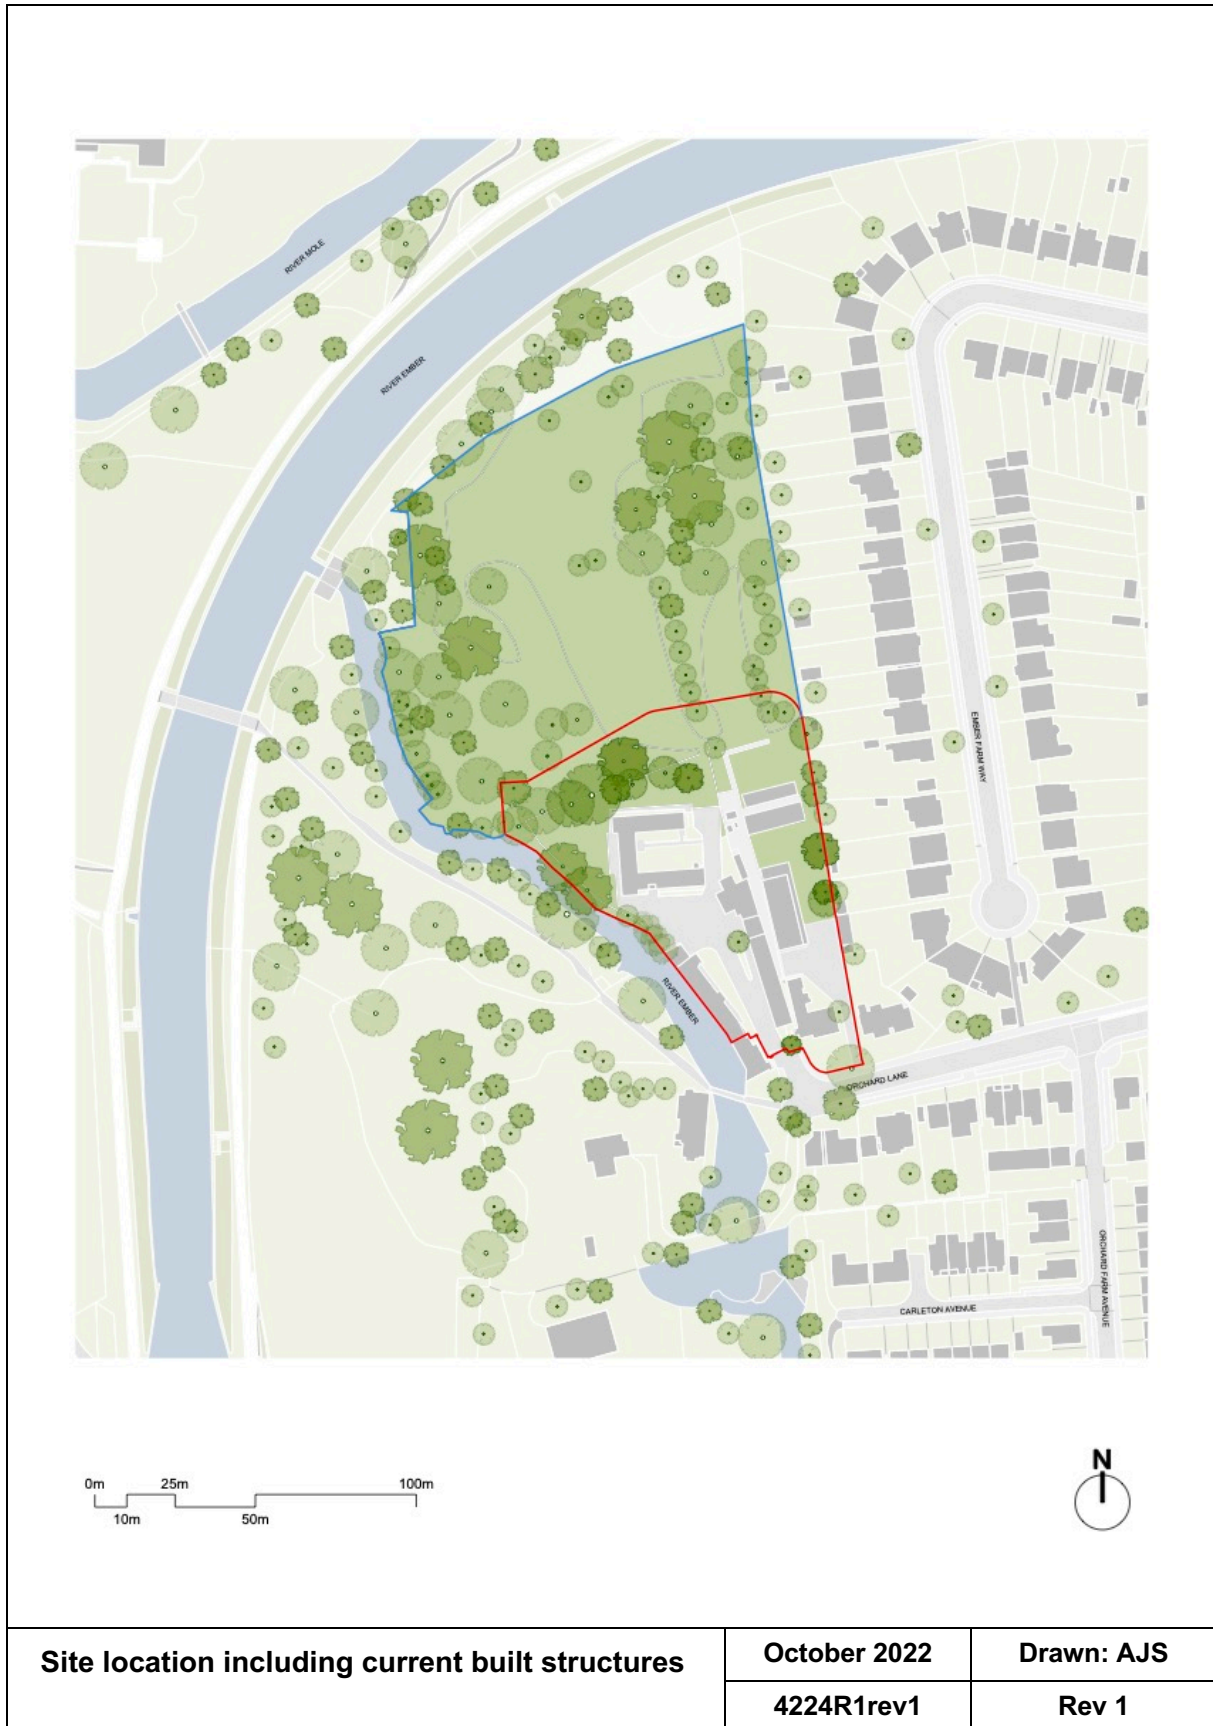 RIVER MOLE
RIVER EMBER
EMBER FARM WAY
RIVER EMBER
ORCHARD LANE
ORCHARD FARM AVENUE
CARLETON AVENUE
0m 25m 100m
10m 50m
N
Site location including current built structures
October 2022
Drawn: AJS
4224R1rev1
Rev 1